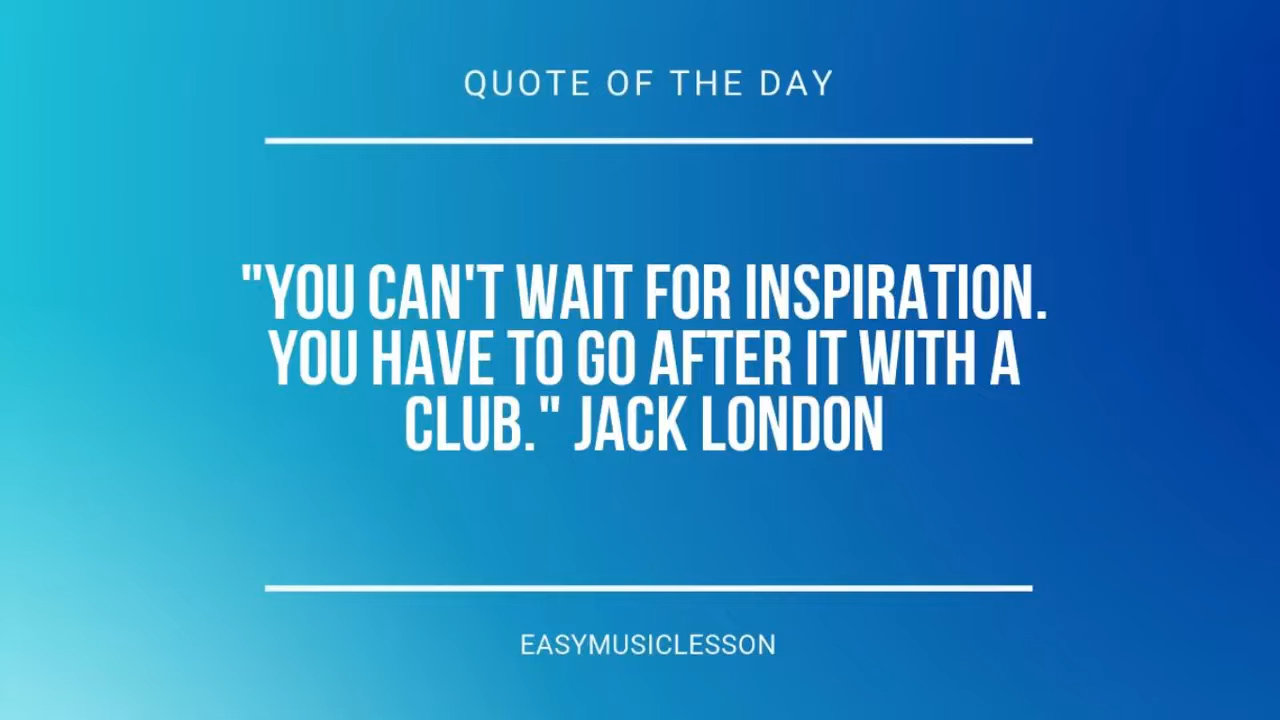 QUOTE OF THE DAY
"YOU CAN'T WAIT FOR INSPIRATION.
YOU HAVE TO GO AFTER IT WITH A
CLUB." JACK LONDON
EASYMUSICLESSON